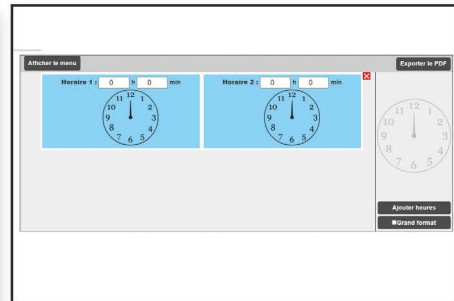 Afficher le menu
Exporter le PDF
Horaire 1 : 0 h 0 min
Horaire 2 : 0 h 0 min
12
11 1
10 2
9 3
8 4
7 6 5
12
11 1
10 2
9 3
8 4
7 6 5
12
11 1
10 2
9 3
8 4
7 6 5
Ajouter heures
Grand format